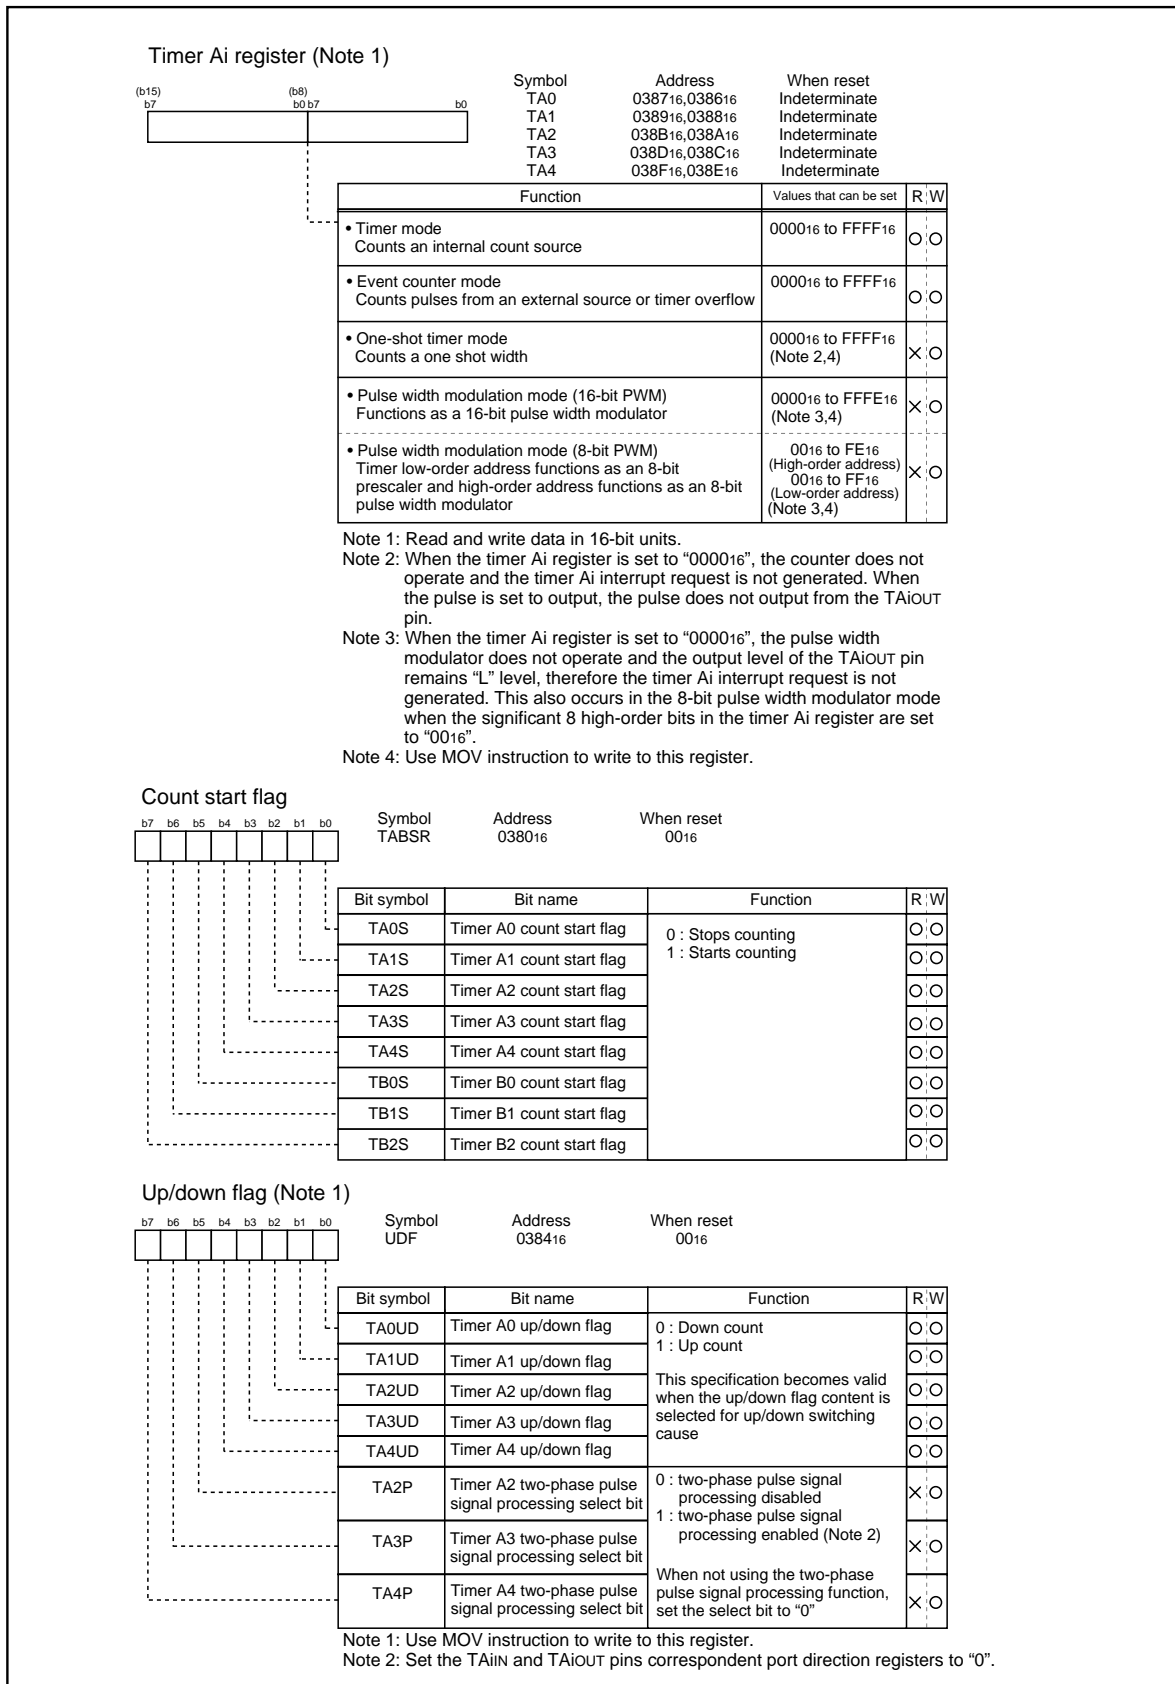 Timer Ai register (Note 1)
Symbol Address When reset
(b15) (b8)
b7 b0 b7 b0
TA0 038716,038616 Indeterminate
TA1 038916,038816 Indeterminate
TA2 038B16,038A16 Indeterminate
TA3 038D16,038C16 Indeterminate
TA4 038F16,038E16 Indeterminate
Function Values that can be set R W
• Timer mode 000016 to FFFF16
Counts an internal count source
• Event counter mode 000016 to FFFF16
Counts pulses from an external source or timer overflow
• One-shot timer mode 000016 to FFFF16
Counts a one shot width (Note 2,4)
• Pulse width modulation mode (16-bit PWM) 000016 to FFFE16
Functions as a 16-bit pulse width modulator (Note 3,4)
• Pulse width modulation mode (8-bit PWM) 0016 to FE16
Timer low-order address functions as an 8-bit (High-order address)
prescaler and high-order address functions as an 8-bit 0016 to FF16
pulse width modulator (Low-order address)
(Note 3,4)
Note 1: Read and write data in 16-bit units.
Note 2: When the timer Ai register is set to “000016”, the counter does not
operate and the timer Ai interrupt request is not generated. When
the pulse is set to output, the pulse does not output from the TAiOUT
pin.
Note 3: When the timer Ai register is set to “000016”, the pulse width
modulator does not operate and the output level of the TAiOUT pin
remains “L” level, therefore the timer Ai interrupt request is not
generated. This also occurs in the 8-bit pulse width modulator mode
when the significant 8 high-order bits in the timer Ai register are set
to “0016”.
Note 4: Use MOV instruction to write to this register.
Count start flag
b7 b6 b5 b4 b3 b2 b1 b0
Symbol Address When reset
TABSR 038016 0016
Bit symbol Bit name Function R W
TA0S Timer A0 count start flag 0 : Stops counting
TA1S Timer A1 count start flag 1 : Starts counting
TA2S Timer A2 count start flag
TA3S Timer A3 count start flag
TA4S Timer A4 count start flag
TB0S Timer B0 count start flag
TB1S Timer B1 count start flag
TB2S Timer B2 count start flag
Up/down flag (Note 1)
b7 b6 b5 b4 b3 b2 b1 b0
Symbol Address When reset
UDF 038416 0016
Bit symbol Bit name Function R W
TA0UD Timer A0 up/down flag 0 : Down count
1 : Up count
TA1UD Timer A1 up/down flag
TA2UD Timer A2 up/down flag This specification becomes valid
when the up/down flag content is
TA3UD Timer A3 up/down flag selected for up/down switching
cause
TA4UD Timer A4 up/down flag
TA2P Timer A2 two-phase pulse 0 : two-phase pulse signal
signal processing select bit processing disabled
1 : two-phase pulse signal
TA3P Timer A3 two-phase pulse processing enabled (Note 2)
signal processing select bit
When not using the two-phase
TA4P Timer A4 two-phase pulse pulse signal processing function,
signal processing select bit set the select bit to “0”
Note 1: Use MOV instruction to write to this register.
Note 2: Set the TAiIN and TAiOUT pins correspondent port direction registers to “0”.